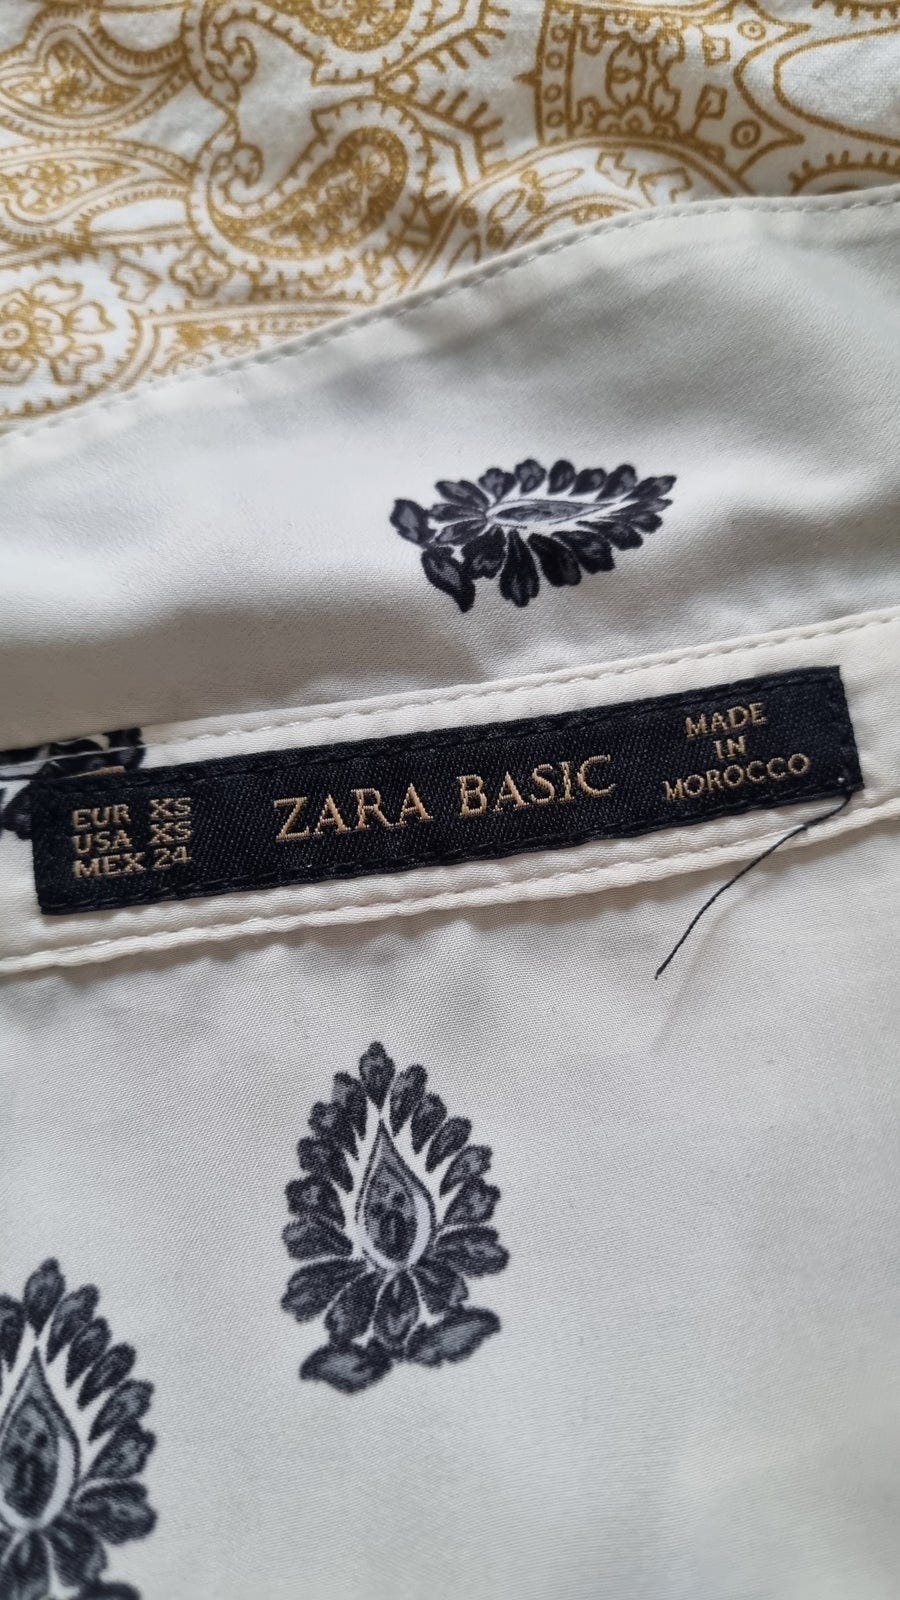 EUR XS
USA XS
MEX 24
ZARA BASIC
MADE
IN
MOROCCO